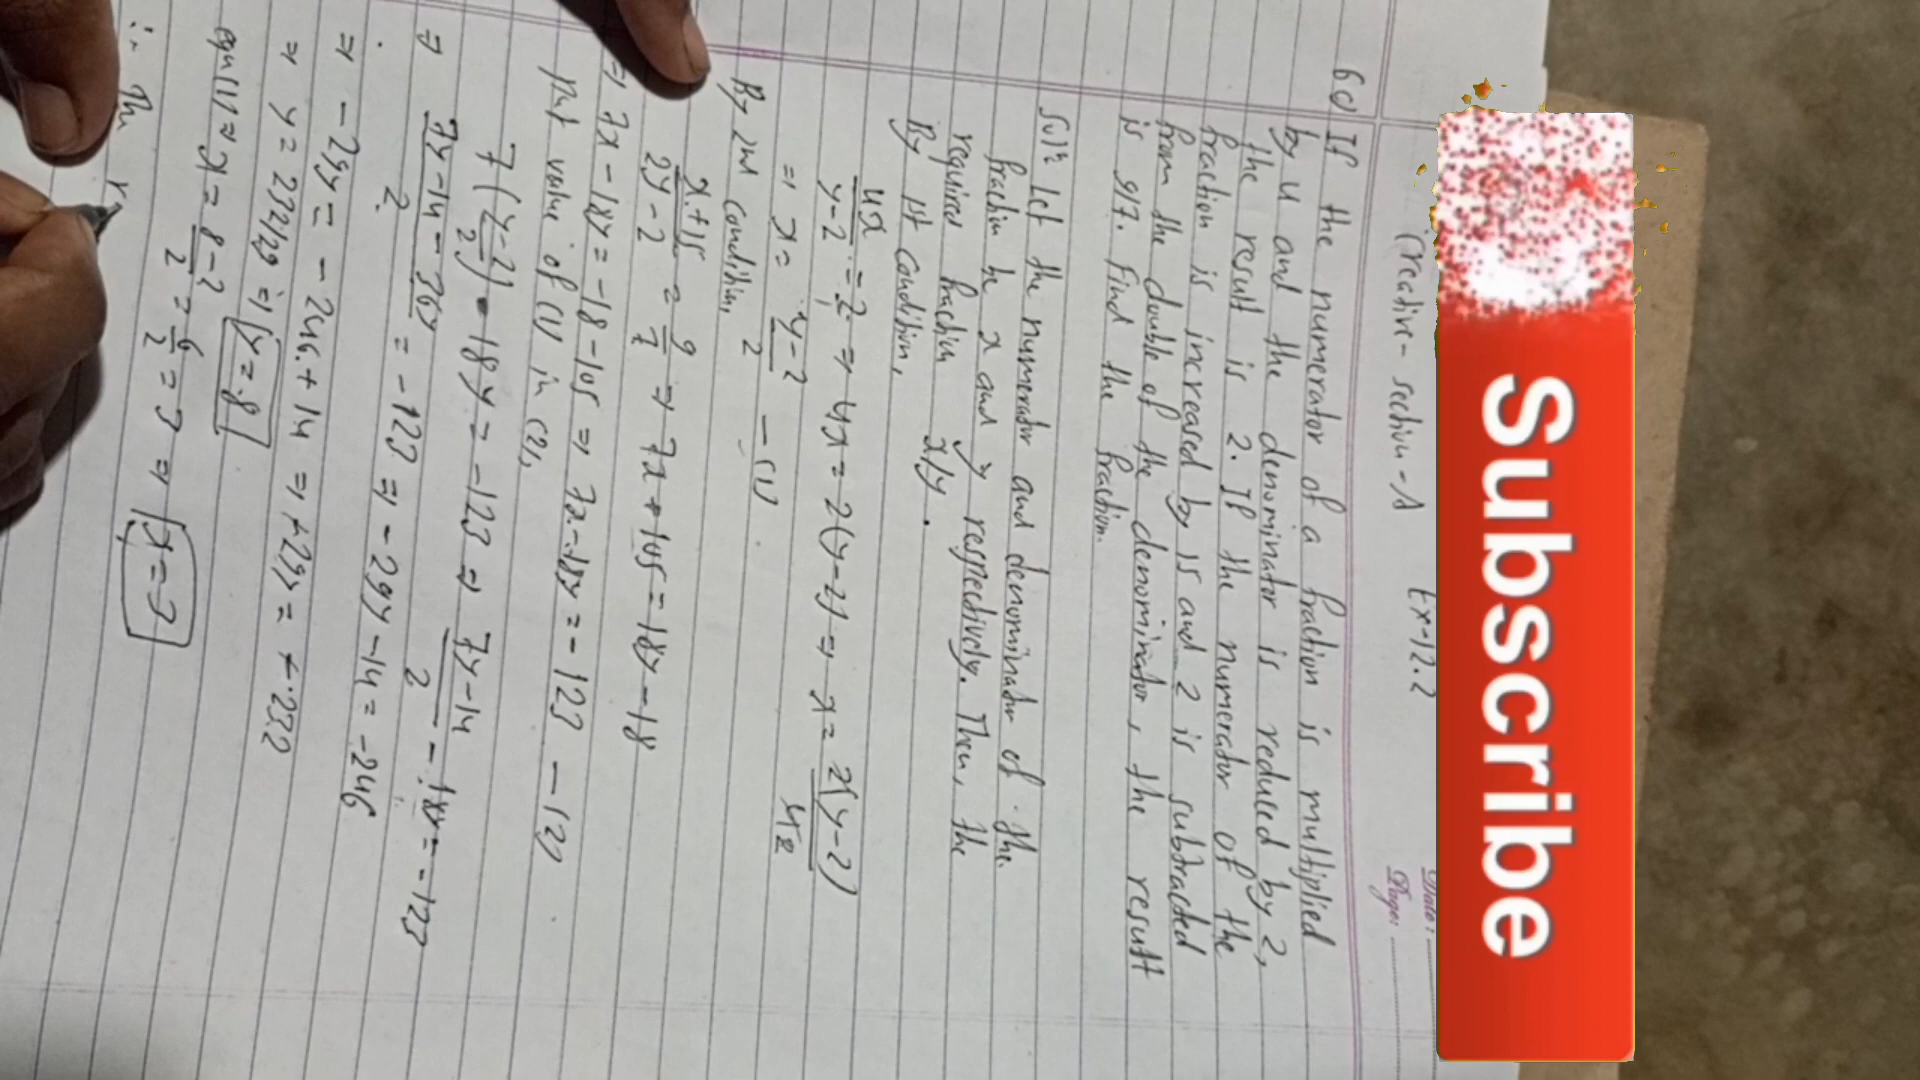 Creative-section-A Ex-12.2
Date:
Page:
6c) If the numerator of a fraction is multiplied
by 4 and the denominator is reduced by 2,
the result is 2. If the numerator of the
fraction is increased by 15 and 2 is subtracted
from the double of the denominator, the result
is 9/7. Find the fraction.
Solⁿ: Let the numerator and denominator of the
fraction be x and y respectively. Then, the
required fraction x/y.
By 1st condition,
4x/y-2 = 2/1 ⇒ 4x = 2(y-2) ⇒ x = 2(y-2)/42
⇒ x = y-2/2 - (1)
By 2nd condition,
x+15/2y-2 = 9/7 ⇒ 7x+105 = 18y-18
⇒ 7x-18y = -18-105 ⇒ 7x-18y = -123 - (2)
put value of (1) in (2),
7(y-2/2) - 18y = -123 ⇒ 7y-14/2 - 18y = -123
⇒ 7y-14-36y/2 = -123 ⇒ -29y-14 = -246
⇒ -29y = -246+14 ⇒ +29y = +232
⇒ y = 232/29 ⇒ y=8
eqn (1) ⇒ x = 8-2/2 = 6/2 = 3 ⇒ x=3
∴ The
Subscribe